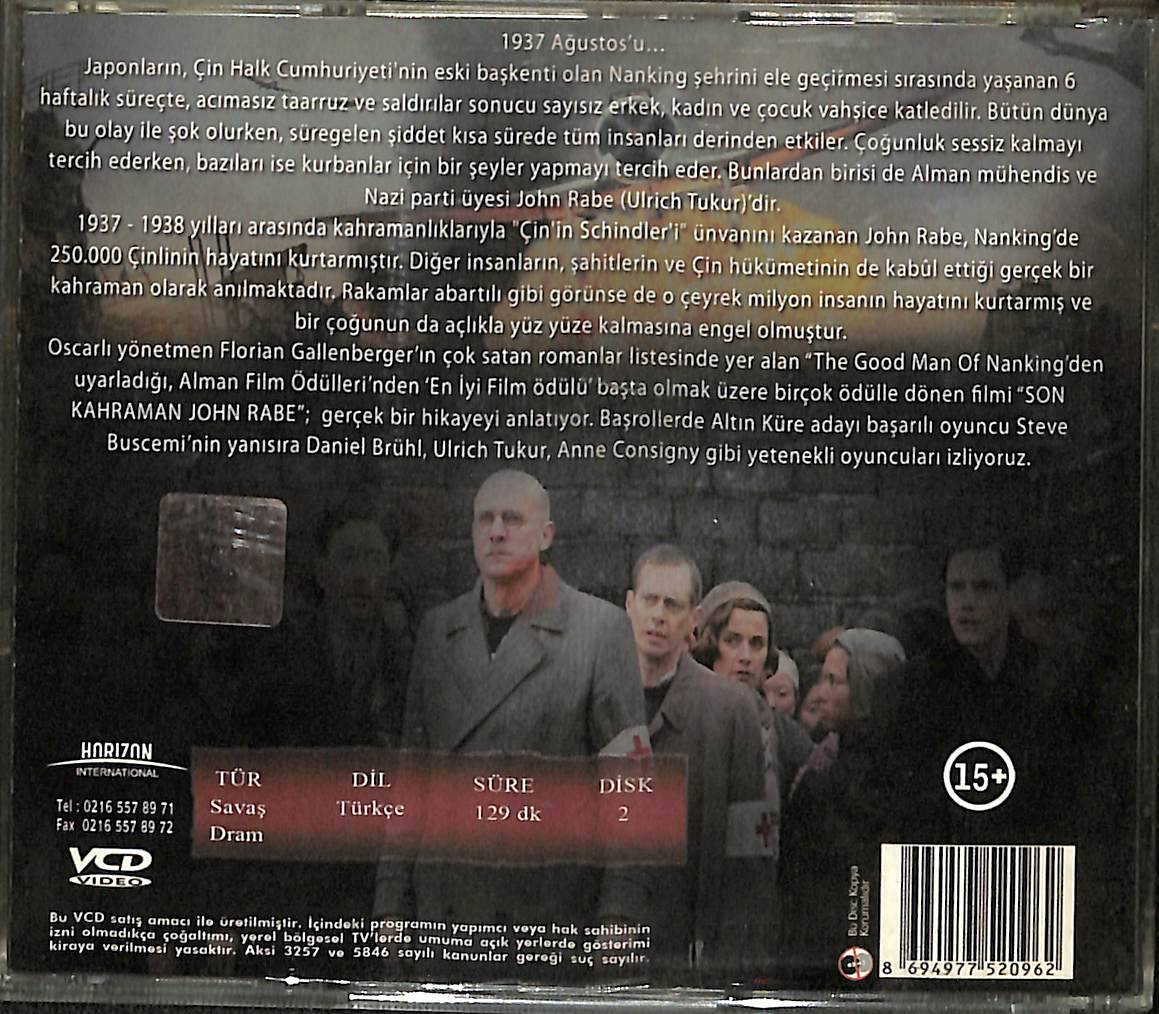 1937 Ağustos'u...
Japonların, Çin Halk Cumhuriyeti'nin eski başkenti olan Nanking şehrini ele geçirmesi sırasında yaşanan 6
haftalık süreçte, acımasız taarruz ve saldırılar sonucu sayısız erkek, kadın ve çocuk vahşice katledilir. Bütün dünya
bu olay ile şok olurken, süregelen şiddet kısa sürede tüm insanları derinden etkiler. Çoğunluk sessiz kalmayı
tercih ederken, bazıları ise kurbanlar için bir şeyler yapmayı tercih eder. Bunlardan birisi de Alman mühendis ve
Nazi parti üyesi John Rabe (Ulrich Tukur)'dir.
1937 - 1938 yılları arasında kahramanlıklarıyla "Çin'in Schindler'i" ünvanını kazanan John Rabe, Nanking'de
250.000 Çinlinin hayatını kurtarmıştır. Diğer insanların, şahitlerin ve Çin hükümetinin de kabûl ettiği gerçek bir
kahraman olarak anılmaktadır. Rakamlar abartılı gibi görünse de o çeyrek milyon insanın hayatını kurtarmış ve
bir çoğunun da açlıkla yüz yüze kalmasına engel olmuştur.
Oscarlı yönetmen Florian Gallenberger'ın çok satan romanlar listesinde yer alan “The Good Man Of Nanking'den
uyarladığı, Alman Film Ödülleri'nden 'En İyi Film ödülü' başta olmak üzere birçok ödülle dönen filmi “SON
KAHRAMAN JOHN RABE”; gerçek bir hikayeyi anlatıyor. Başrollerde Altın Küre adayı başarılı oyuncu Steve
Buscemi'nin yanısıra Daniel Brühl, Ulrich Tukur, Anne Consigny gibi yetenekli oyuncuları izliyoruz.
HORIZON
INTERNATIONAL
Tel : 0216 557 89 71
Fax 0216 557 89 72
TÜR DİL SÜRE DİSK
Savaş Türkçe 129 dk 2
Dram
15+
VCD
VIDEO
Bu VCD satış amacı ile üretilmiştir. İçindeki programın yapımcı veya hak sahibinin
izni olmadıkça çoğaltımı, yerel bölgesel TV'lerde umuma açık yerlerde gösterimi
kiraya verilmesi yasaktır. Aksi 3257 ve 5846 sayılı kanunlar gereği suç sayılır.
Bu Disc Kopya
Korumalıdır
8 694977 520962